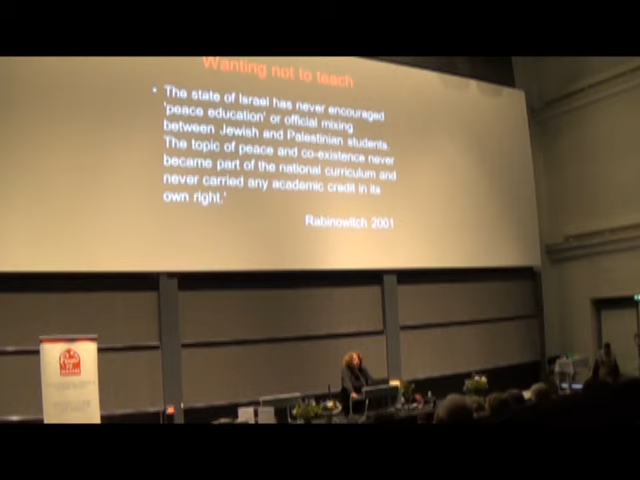 Wanting not to teach
• The state of Israel has never encouraged
'peace education' or official mixing
between Jewish and Palestinian students.
The topic of peace and co-existence never
became part of the national curriculum and
never carried any academic credit in its
own right.'
Rabinowitch 2001